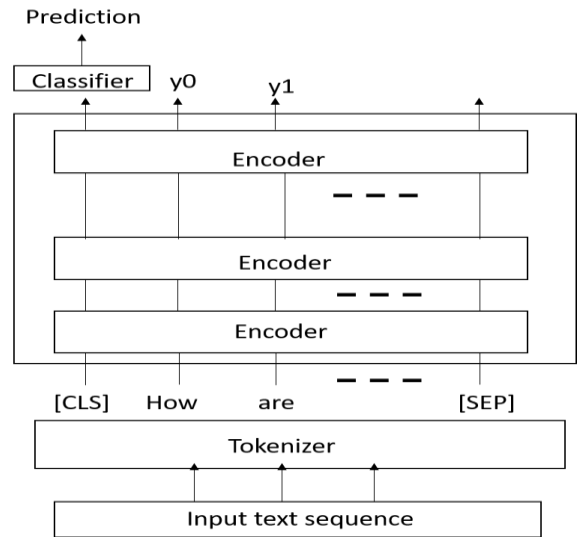 Prediction
Classifier y0 y1
Encoder
Encoder
Encoder
[CLS] How are [SEP]
Tokenizer
Input text sequence